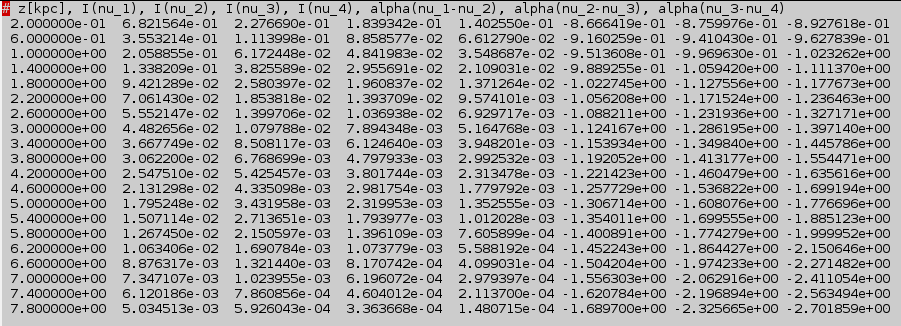 # z[kpc], I(nu_1), I(nu_2), I(nu_3), I(nu_4), alpha(nu_1-nu_2), alpha(nu_2-nu_3), alpha(nu_3-nu_4)
2.000000e-01 6.821564e-01 2.276690e-01 1.839342e-01 1.402550e-01 -8.666419e-01 -8.759976e-01 -8.927618e-01
6.000000e-01 3.553214e-01 1.113998e-01 8.858577e-02 6.612790e-02 -9.160259e-01 -9.410430e-01 -9.627839e-01
1.000000e+00 2.058855e-01 6.172448e-02 4.841983e-02 3.548687e-02 -9.513608e-01 -9.969630e-01 -1.023262e+00
1.400000e+00 1.338209e-01 3.825589e-02 2.955691e-02 2.109031e-02 -9.889255e-01 -1.059420e+00 -1.111370e+00
1.800000e+00 9.421289e-02 2.580397e-02 1.960837e-02 1.371264e-02 -1.022745e+00 -1.127556e+00 -1.177673e+00
2.200000e+00 7.061430e-02 1.853818e-02 1.393709e-02 9.574101e-03 -1.056208e+00 -1.171524e+00 -1.236463e+00
2.600000e+00 5.552147e-02 1.399706e-02 1.036938e-02 6.929717e-03 -1.088211e+00 -1.231936e+00 -1.327171e+00
3.000000e+00 4.482656e-02 1.079788e-02 7.894348e-03 5.164768e-03 -1.124167e+00 -1.286195e+00 -1.397140e+00
3.400000e+00 3.667749e-02 8.508117e-03 6.124640e-03 3.948201e-03 -1.153934e+00 -1.349840e+00 -1.445786e+00
3.800000e+00 3.062200e-02 6.768699e-03 4.797933e-03 2.992532e-03 -1.192052e+00 -1.413177e+00 -1.554471e+00
4.200000e+00 2.547510e-02 5.425457e-03 3.801744e-03 2.313478e-03 -1.221423e+00 -1.460479e+00 -1.635616e+00
4.600000e+00 2.131298e-02 4.335098e-03 2.981754e-03 1.779792e-03 -1.257729e+00 -1.536822e+00 -1.699194e+00
5.000000e+00 1.795248e-02 3.431958e-03 2.319953e-03 1.352555e-03 -1.306714e+00 -1.608076e+00 -1.776696e+00
5.400000e+00 1.507114e-02 2.713651e-03 1.793977e-03 1.012028e-03 -1.354011e+00 -1.699555e+00 -1.885123e+00
5.800000e+00 1.267450e-02 2.150597e-03 1.396109e-03 7.605899e-04 -1.400891e+00 -1.774279e+00 -1.999952e+00
6.200000e+00 1.063406e-02 1.690784e-03 1.073779e-03 5.588192e-04 -1.452243e+00 -1.864427e+00 -2.150646e+00
6.600000e+00 8.876317e-03 1.321440e-03 8.170742e-04 4.099031e-04 -1.504204e+00 -1.974233e+00 -2.271482e+00
7.000000e+00 7.347107e-03 1.023955e-03 6.196072e-04 2.979397e-04 -1.556303e+00 -2.062916e+00 -2.411054e+00
7.400000e+00 6.120186e-03 7.860856e-04 4.604012e-04 2.113700e-04 -1.620784e+00 -2.196894e+00 -2.563494e+00
7.800000e+00 5.034513e-03 5.926043e-04 3.363668e-04 1.480715e-04 -1.689700e+00 -2.325665e+00 -2.701859e+00